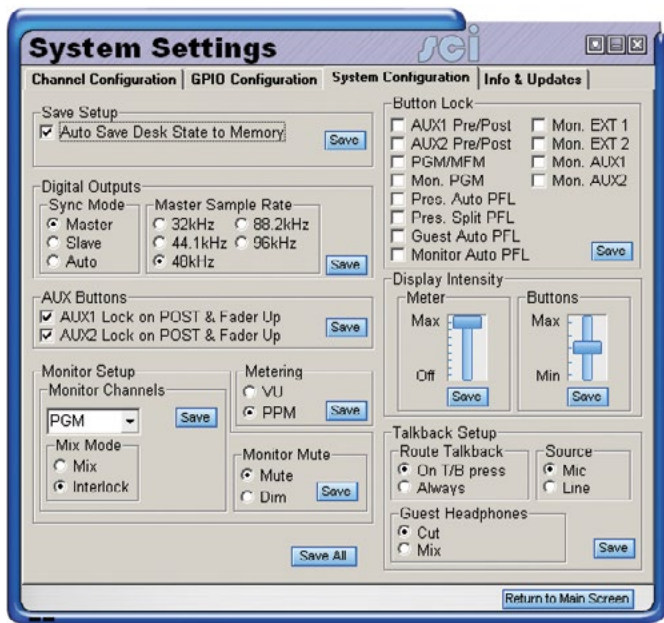 System Settings
sci
Channel Configuration GPIO Configuration System Configuration Info & Updates
Save Setup
Auto Save Desk State to Memory
Save
Digital Outputs
Sync Mode
Master
Slave
Auto
Master Sample Rate
32kHz 88.2kHz
44.1kHz 96kHz
48kHz
Save
AUX Buttons
AUX1 Lock on POST & Fader Up
AUX2 Lock on POST & Fader Up
Save
Monitor Setup
Monitor Channels
PGM
Save
Mix Mode
Mix
Interlock
Metering
VU
PPM
Save
Monitor Mute
Mute
Dim
Save
Save All
Button Lock
AUX1 Pre/Post Mon. EXT 1
AUX2 Pre/Post Mon. EXT 2
PGM/MFM Mon. AUX1
Mon. PGM Mon. AUX2
Pres. Auto PFL
Pres. Split PFL
Guest Auto PFL
Monitor Auto PFL
Save
Display Intensity
Meter
Max
Off
Save
Buttons
Max
Min
Save
Talkback Setup
Route Talkback
On T/B press
Always
Source
Mic
Line
Guest Headphones
Cut
Mix
Save
Return to Main Screen